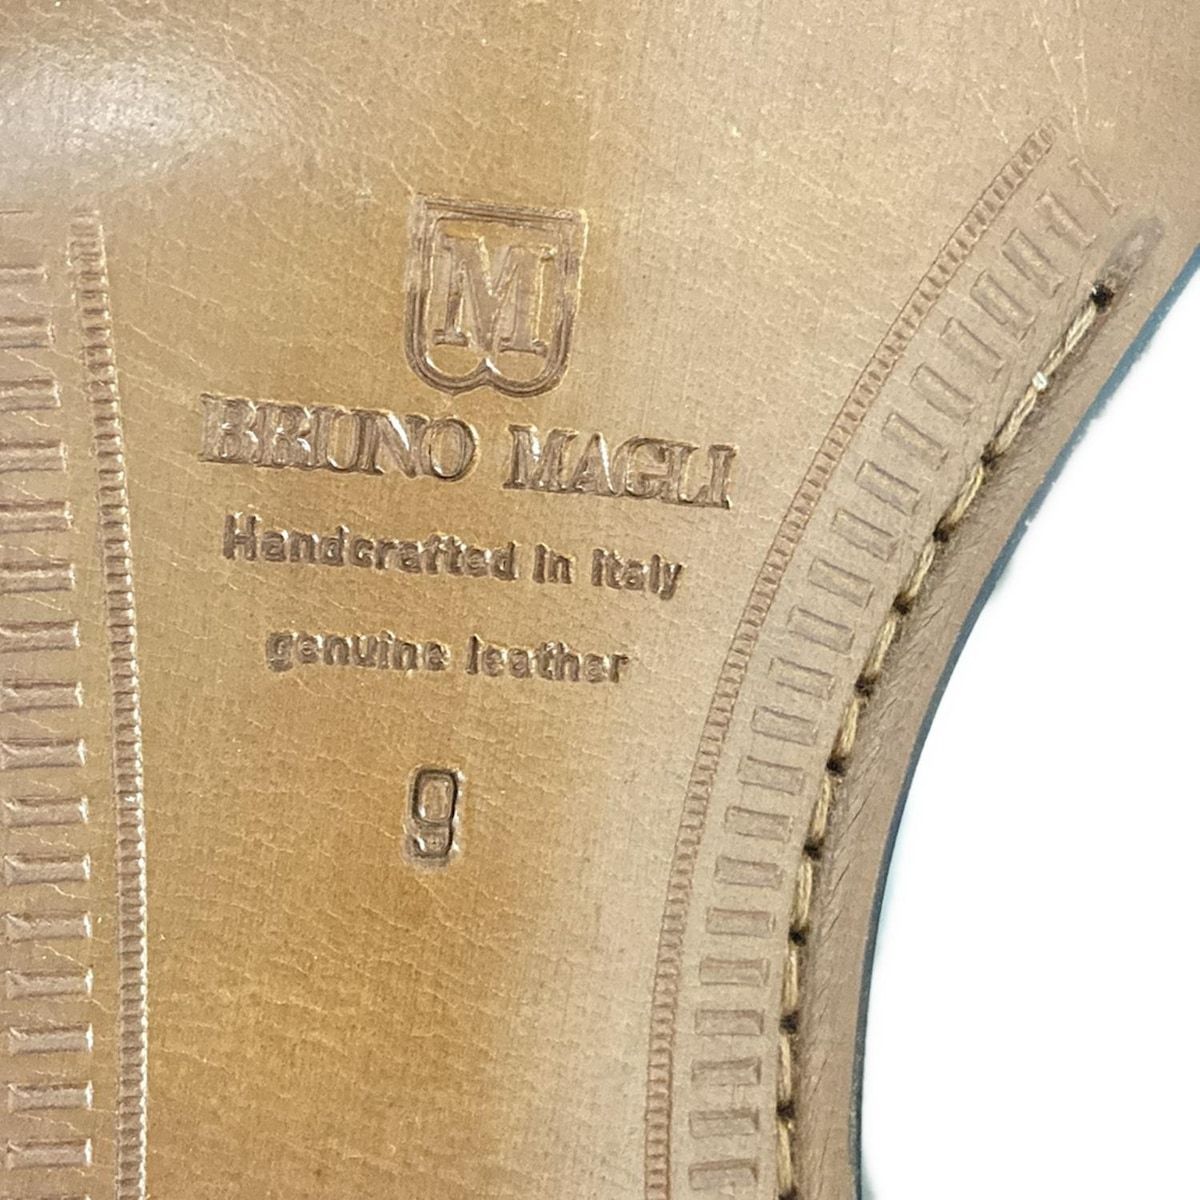 M
BRUNO MAGLI
Handcrafted in Italy
genuine leather
9